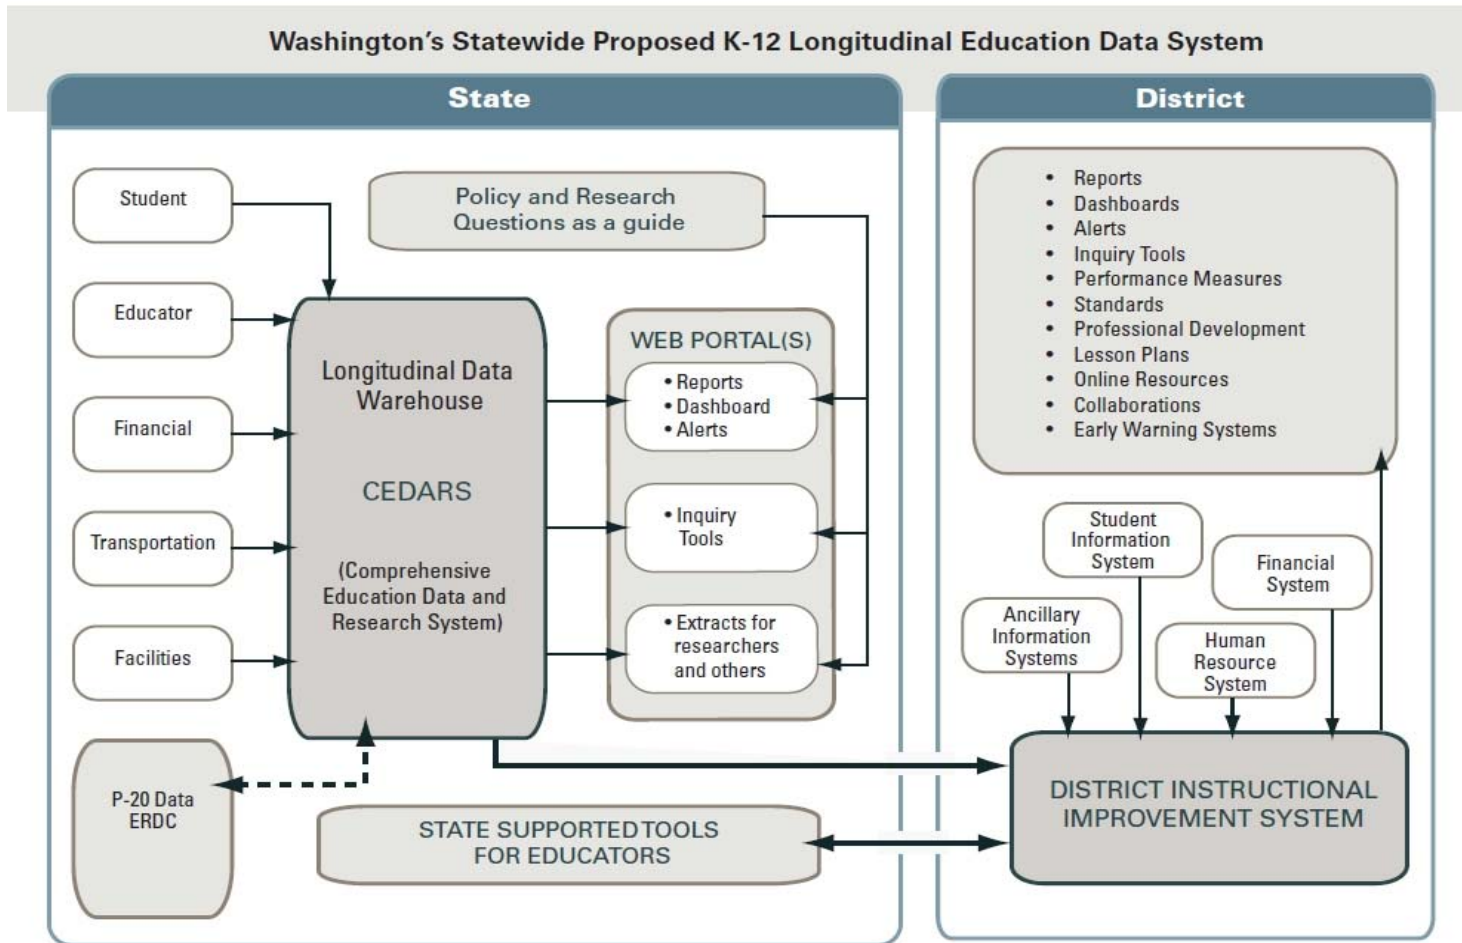 Washington's Statewide Proposed K-12 Longitudinal Education Data System
State
Student
Educator
Financial
Transportation
Facilities
P-20 Data
ERDC
Policy and Research
Questions as a guide
Longitudinal Data
Warehouse
CEDARS
(Comprehensive
Education Data and
Research System)
WEB PORTAL(S)
• Reports
• Dashboard
• Alerts
• Inquiry
Tools
• Extracts for
researchers
and others
STATE SUPPORTED TOOLS
FOR EDUCATORS
District
• Reports
• Dashboards
• Alerts
• Inquiry Tools
• Performance Measures
• Standards
• Professional Development
• Lesson Plans
• Online Resources
• Collaborations
• Early Warning Systems
Student
Information
System
Financial
System
Ancillary
Information
Systems
Human
Resource
System
DISTRICT INSTRUCTIONAL
IMPROVEMENT SYSTEM